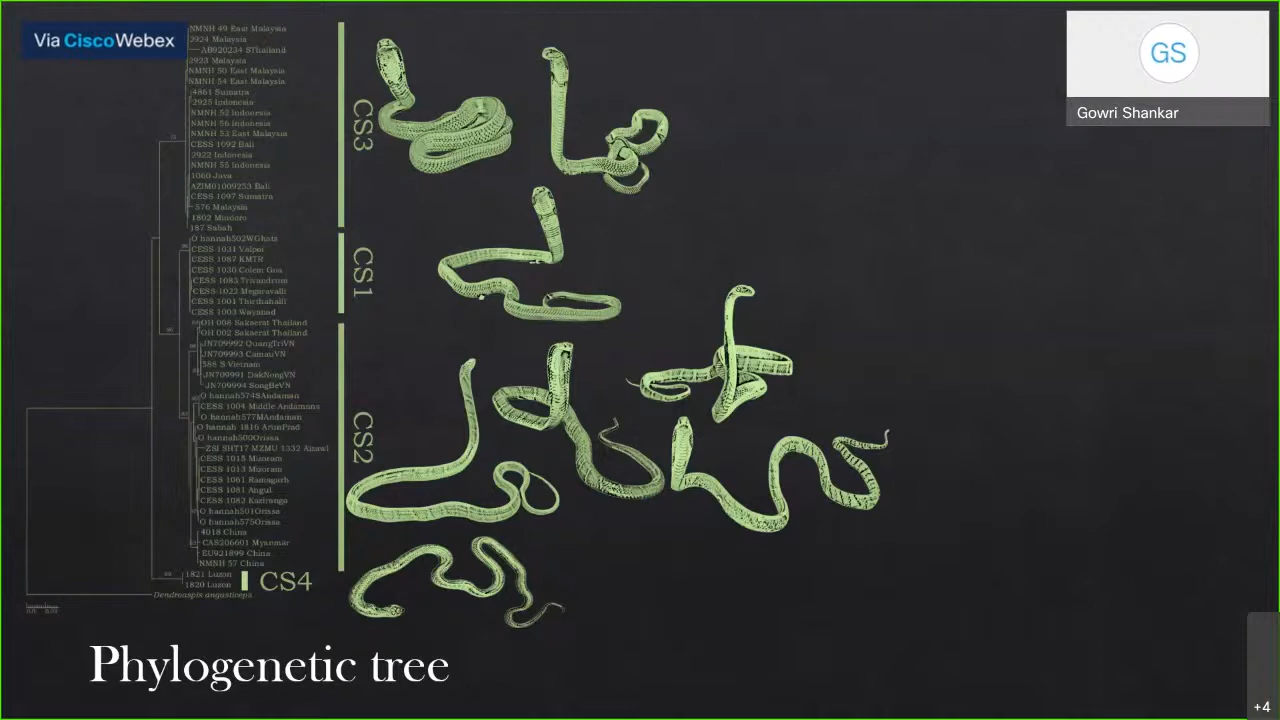 Via Cisco Webex
NMNH 49 East Malaysia
2924 Malaysia
AB920234 SThailand
2923 Malaysia
NMNH 50 East Malaysia
NMNH 54 East Malaysia
4861 Sumatra
2925 Indonesia
NMNH 52 Indonesia
NMNH 56 Indonesia
NMNH 53 East Malaysia
CESS 1092 Bali
2922 Indonesia
NMNH 55 Indonesia
1060 Java
AZIM01009253 Bali
CESS 1097 Sumatra
576 Malaysia
1802 Mindoro
187 Sabah
CS3
O hannah502WGhats
CESS 1031 Valpoi
CESS 1087 KMTR
CESS 1030 Colem Goa
CESS 1083 Trivandrum
CESS 1022 Megaravalli
CESS 1001 Thirthahalli
CESS 1003 Wayanad
CS1
OH 008 Sakaerat Thailand
OH 002 Sakaerat Thailand
JN709992 QuangTriVN
JN709993 CamauVN
586 S Vietnam
JN709991 DakNongVN
JN709994 SongBeVN
O hannah574SAndaman
CESS 1004 Middle Andamans
O hannah577MAndaman
O hannah 1816 ArunPrad
O hannah500Orissa
ZSI SHT17 MZMU 1332 Aizawl
CESS 1015 Mizoram
CESS 1013 Mizoram
CESS 1061 Ramagarh
CESS 1081 Angul
CESS 1082 Kaziranga
O hannah501Orissa
O hannah575Orissa
4018 China
CAS206601 Myanmar
EU921899 China
NMNH 57 China
CS2
1821 Luzon
1820 Luzon
CS4
Dendroaspis angusticeps
Phylogenetic tree
GS
Gowri Shankar
+4